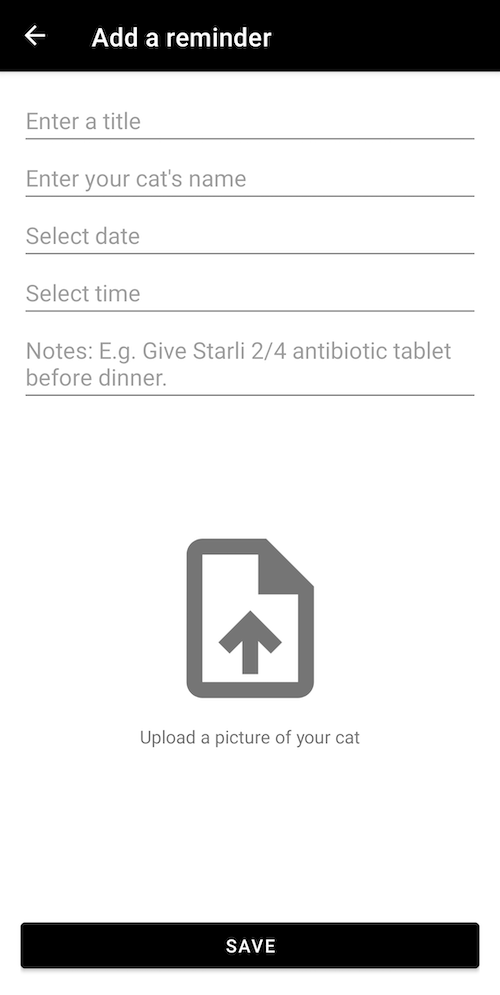 Add a reminder
Enter a title
Enter your cat's name
Select date
Select time
Notes: E.g. Give Starli 2/4 antibiotic tablet
before dinner.
Upload a picture of your cat
SAVE